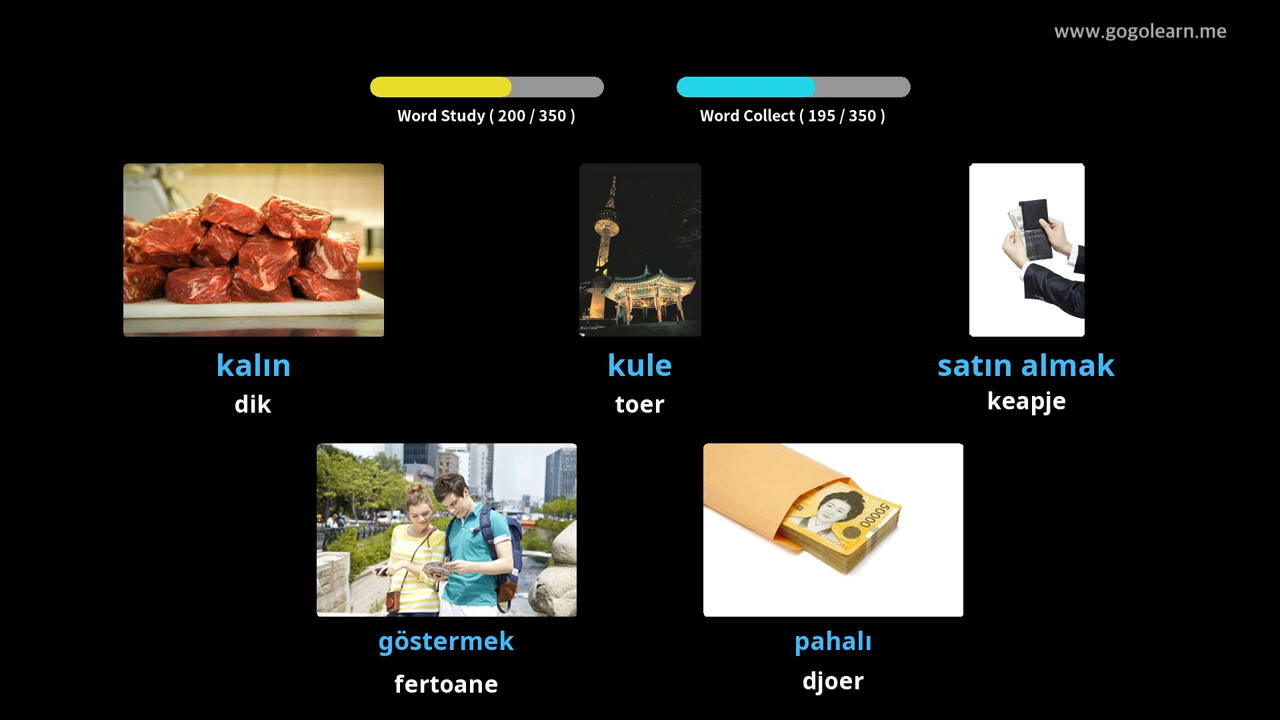 www.gogolearn.me
Word Study ( 200 / 350 )
Word Collect ( 195 / 350 )
kalın
kule
satın almak
dik
toer
keapje
50000
göstermek
pahalı
fertoane
djoer